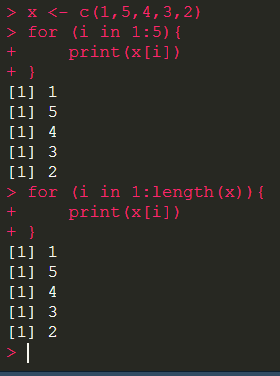 > x <- c(1,5,4,3,2)
> for (i in 1:5){
+     print(x[i])
+ }
[1] 1
[1] 5
[1] 4
[1] 3
[1] 2
> for (i in 1:length(x)){
+     print(x[i])
+ }
[1] 1
[1] 5
[1] 4
[1] 3
[1] 2
>